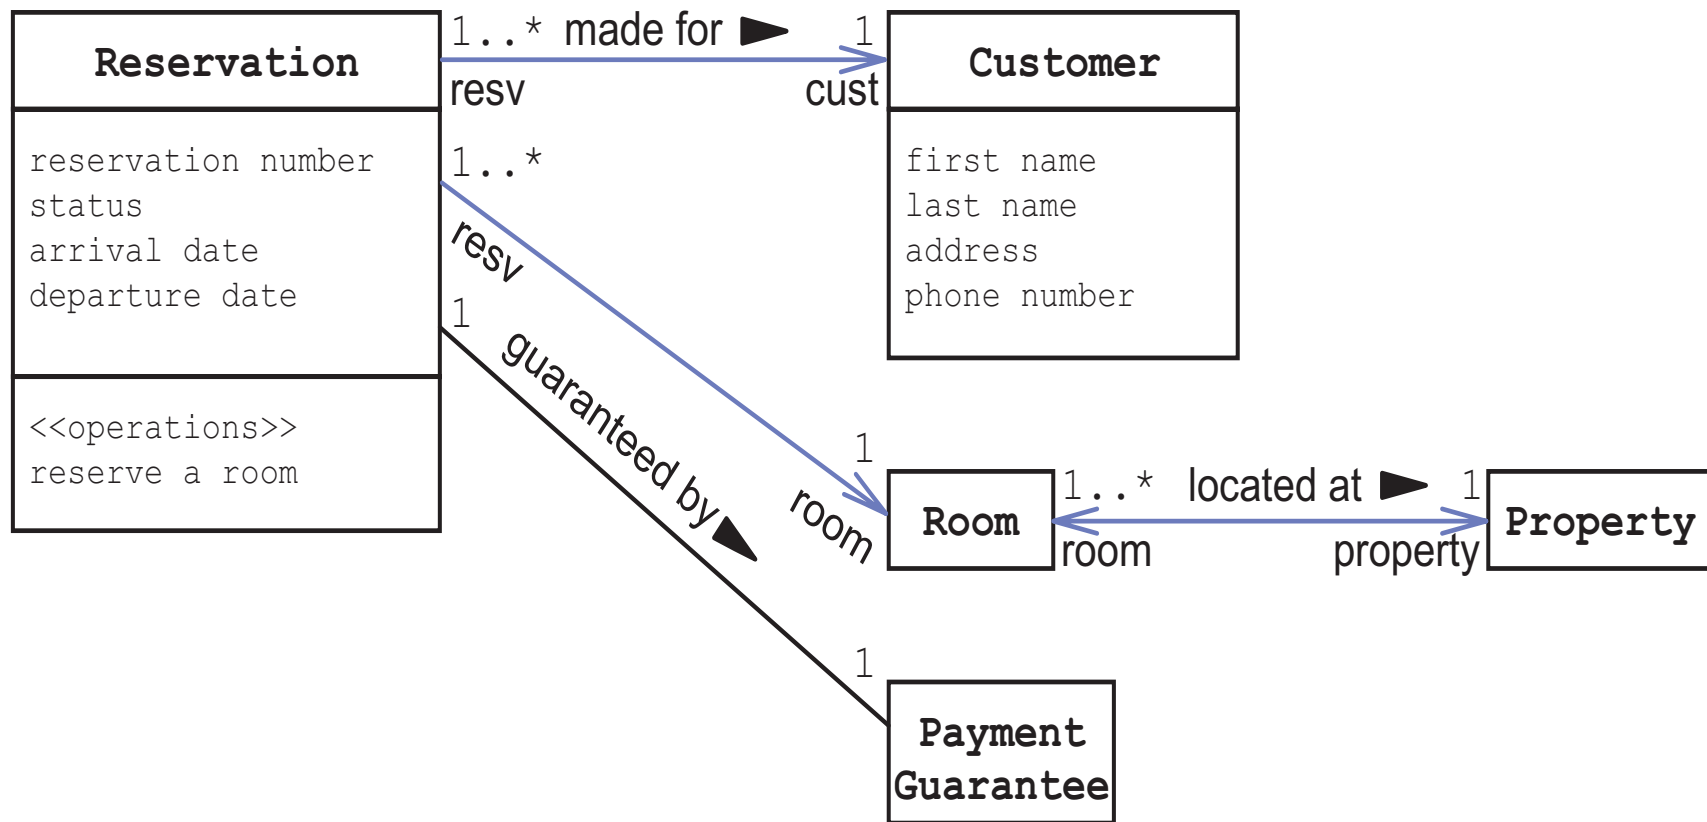 Reservation
reservation number
status
arrival date
departure date
<<operations>>
reserve a room
1..* made for 1
resv cust
Customer
first name
last name
address
phone number
1..*
resv
1
room
1
guaranteed by
1
Room
1..* located at 1
room property
Property
Payment
Guarantee